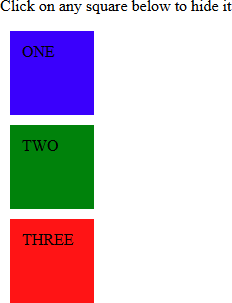 Click on any square below to hide it
ONE
TWO
THREE